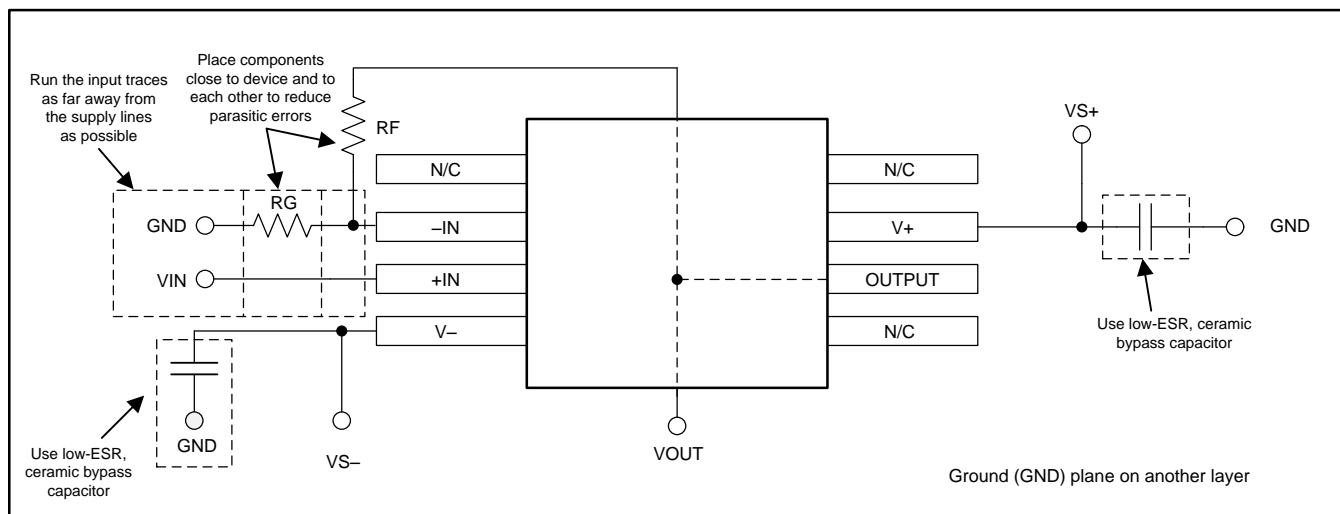 Run the input traces
as far away from
the supply lines
as possible
Place components
close to device and to
each other to reduce
parasitic errors
RF
VS+
N/C
N/C
RG
GND
–IN
V+
GND
VIN
+IN
OUTPUT
V–
N/C
Use low-ESR, ceramic
bypass capacitor
GND
Use low-ESR,
ceramic bypass
capacitor
VS–
VOUT
Ground (GND) plane on another layer